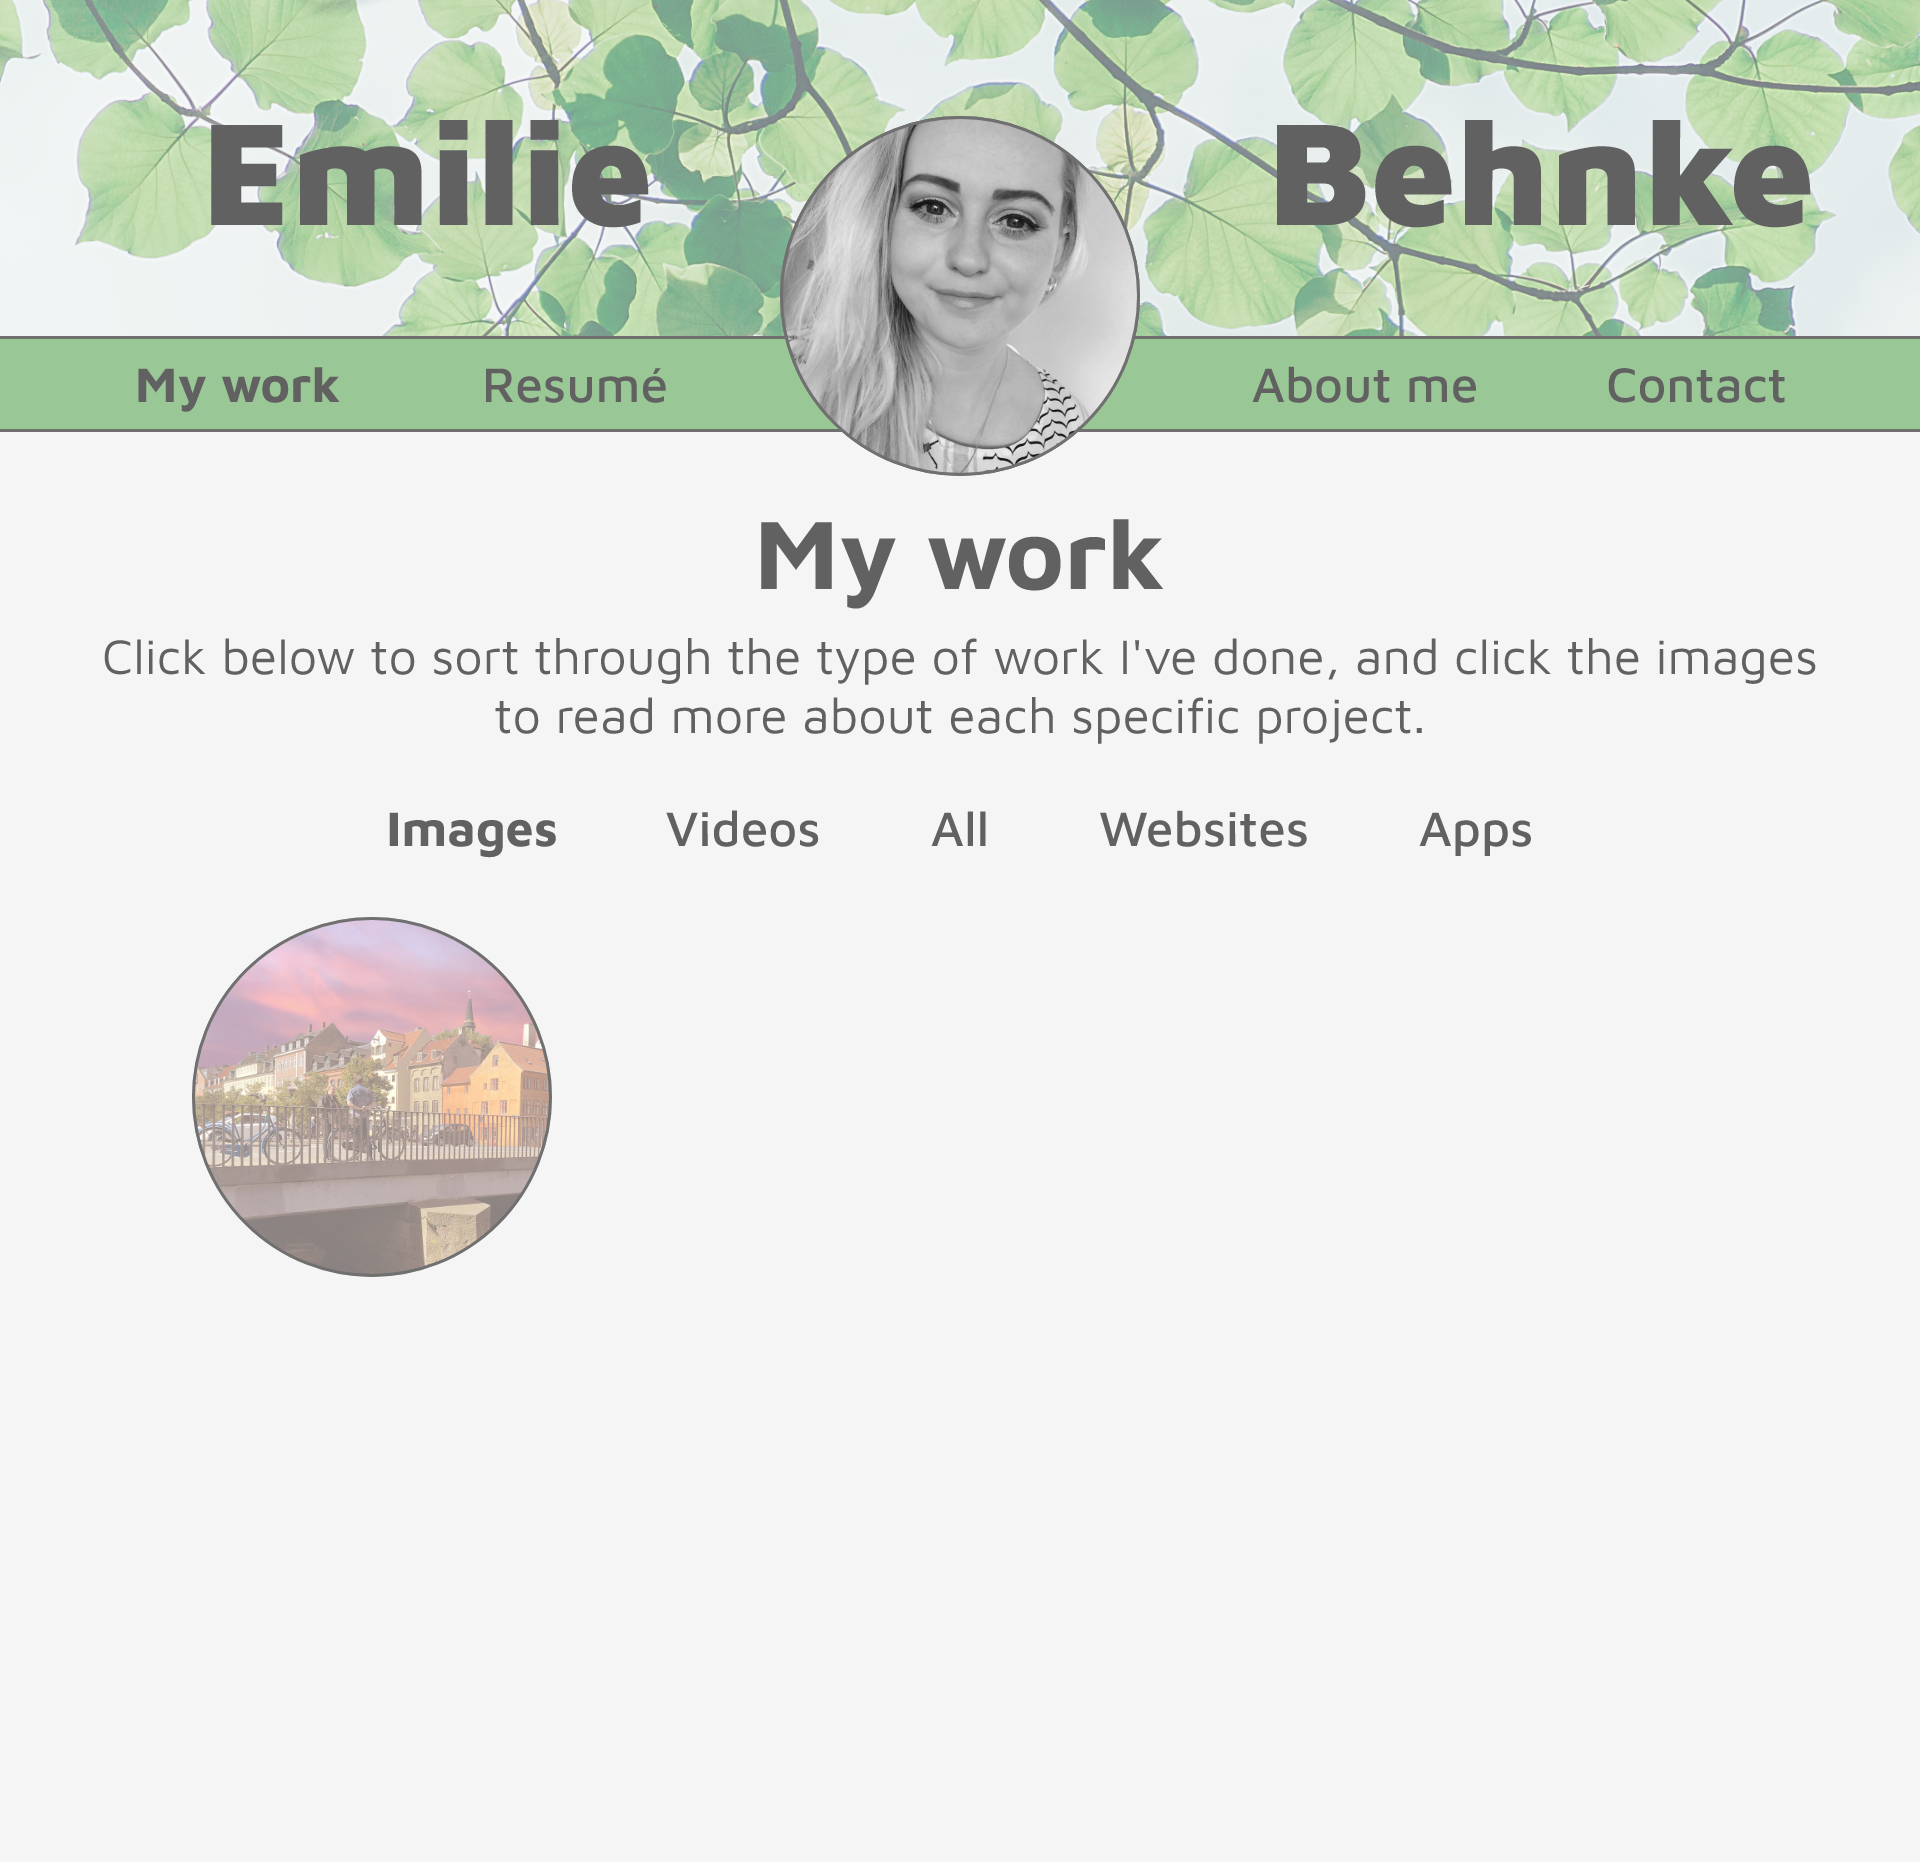 Emilie Behnke
My work Resumé About me Contact
My work
Click below to sort through the type of work I've done, and click the images
to read more about each specific project.
Images Videos All Websites Apps